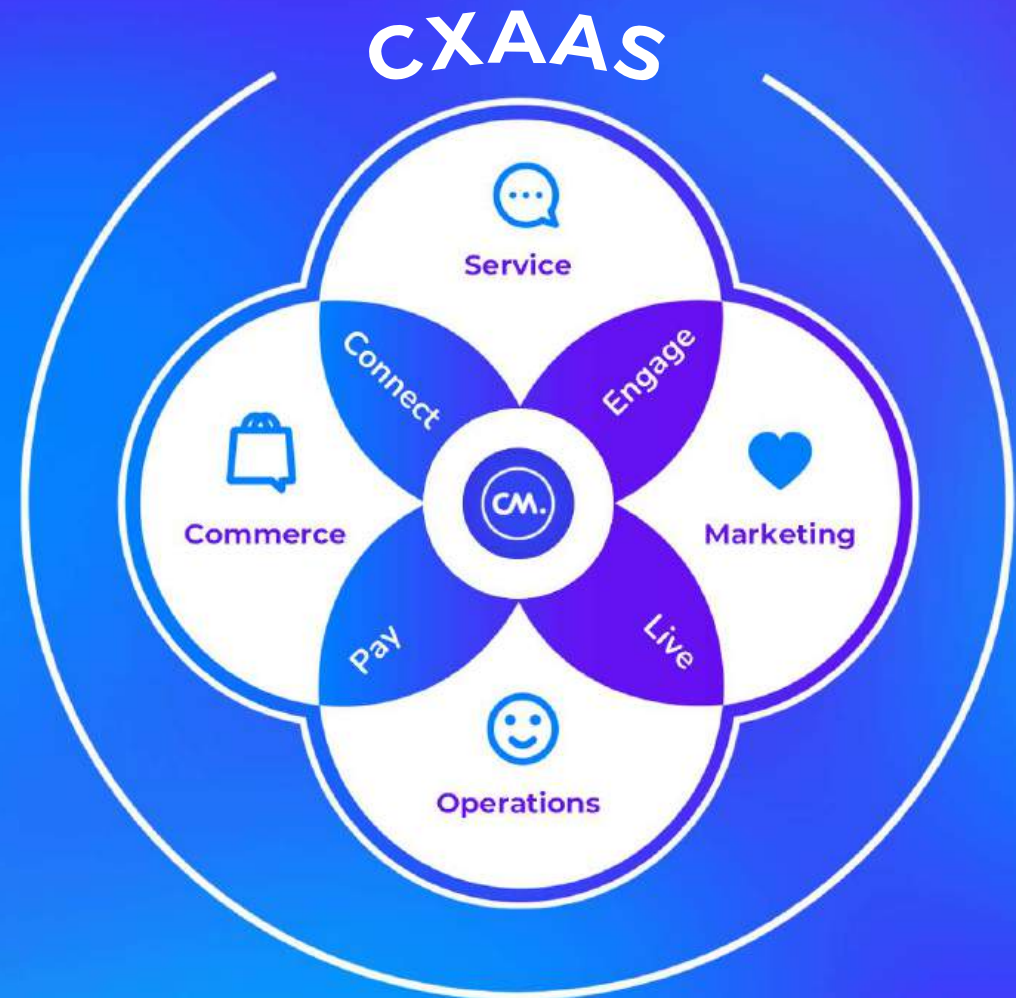 CXAAS
Service
Connect
Engage
Commerce
CM.
Marketing
Pay
Live
Operations